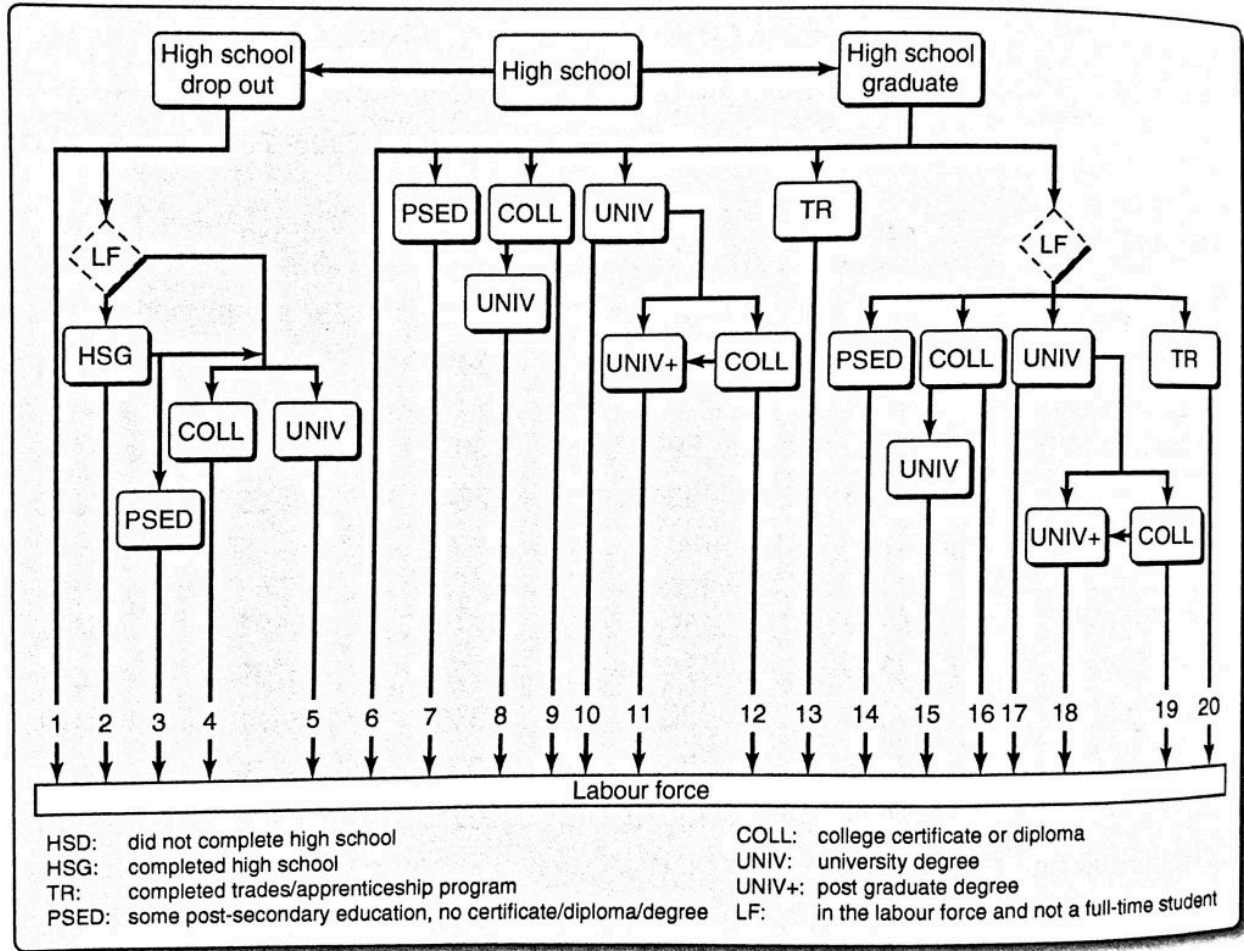 High school
drop out
High school
High school
graduate
PSED
COLL
UNIV
TR
LF
LF
UNIV
HSG
UNIV+
COLL
PSED
COLL
UNIV
TR
COLL
UNIV
UNIV
PSED
UNIV+
COLL
1 2 3 4 5 6 7 8 9 10 11 12 13 14 15 16 17 18 19 20
Labour force
HSD: did not complete high school
HSG: completed high school
TR: completed trades/apprenticeship program
PSED: some post-secondary education, no certificate/diploma/degree
COLL: college certificate or diploma
UNIV: university degree
UNIV+: post graduate degree
LF: in the labour force and not a full-time student